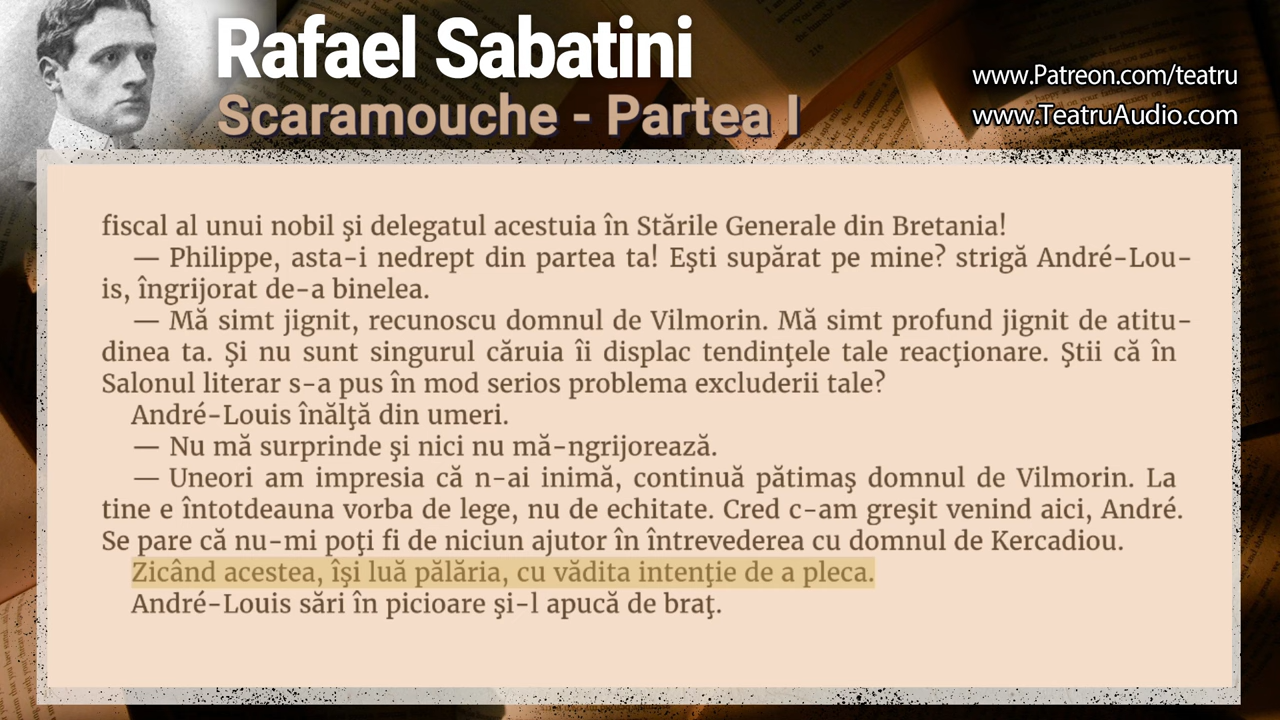 Rafael Sabatini
Scaramouche - Partea I
www.Patreon.com/teatru
www.TeatruAudio.com
fiscal al unui nobil şi delegatul acestuia în Stările Generale din Bretania!
— Philippe, asta-i nedrept din partea ta! Eşti supărat pe mine? strigă André-Lou-
is, îngrijorat de-a binelea.
— Mă simt jignit, recunoscu domnul de Vilmorin. Mă simt profund jignit de atitu-
dinea ta. Şi nu sunt singurul căruia îi displac tendinţele tale reacţionare. Ştii că în
Salonul literar s-a pus în mod serios problema excluderii tale?
André-Louis înălţă din umeri.
— Nu mă surprinde şi nici nu mă-ngrijorează.
— Uneori am impresia că n-ai inimă, continuă pătimaş domnul de Vilmorin. La
tine e întotdeauna vorba de lege, nu de echitate. Cred c-am greşit venind aici, André.
Se pare că nu-mi poţi fi de niciun ajutor în întrevederea cu domnul de Kercadiou.
Zicând acestea, îşi luă pălăria, cu vădita intenţie de a pleca.
André-Louis sări în picioare şi-l apucă de braţ.